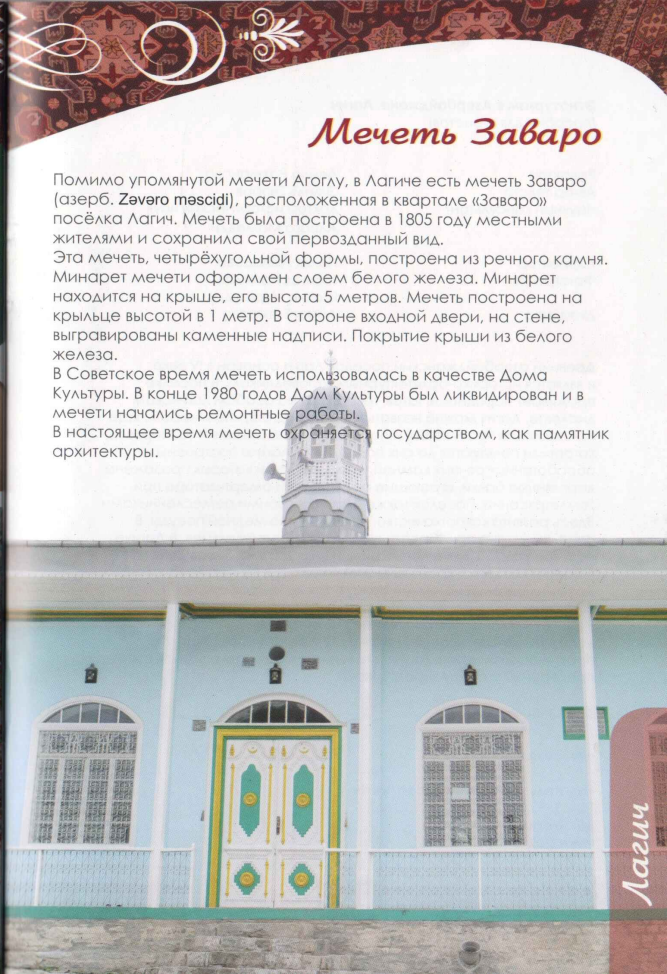 Мечеть Заваро
Помимо упомянутой мечети Агоглу, в Лагиче есть мечеть Заваро
(азерб. Zəvəro məscidi), расположенная в квартале «Заваро»
посёлка Лагич. Мечеть была построена в 1805 году местными
жителями и сохранила свой первозданный вид.
Эта мечеть, четырёхугольной формы, построена из речного камня.
Минарет мечети оформлен слоем белого железа. Минарет
находится на крыше, его высота 5 метров. Мечеть построена на
крыльце высотой в 1 метр. В стороне входной двери, на стене,
выгравированы каменные надписи. Покрытие крыши из белого
железа.
В Советское время мечеть использовалась в качестве Дома
Культуры. В конце 1980 годов Дом Культуры был ликвидирован и в
мечети начались ремонтные работы.
В настоящее время мечеть охраняется государством, как памятник
архитектуры.
Лагич